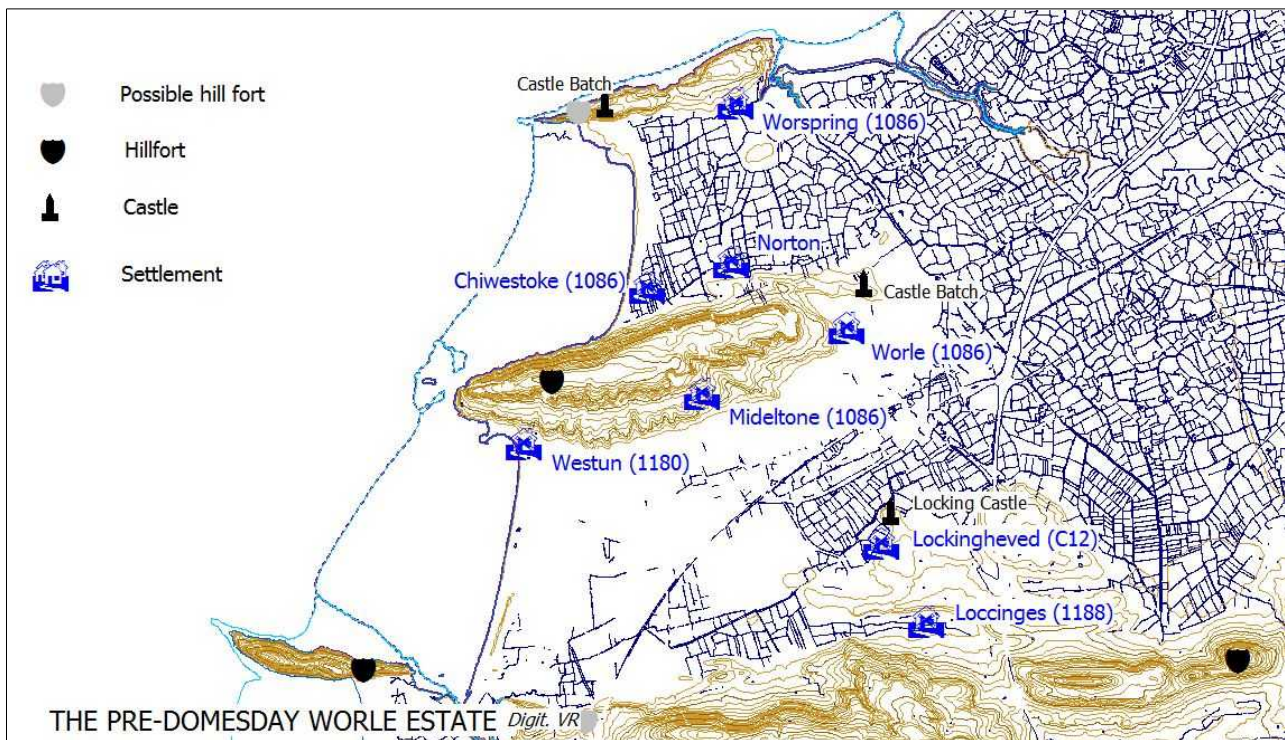 Possible hill fort
Hillfort
Castle
Settlement
Castle Batch
Worspring (1086)
Norton
Chiwestoke (1086)
Castle Batch
Worle (1086)
Mideltone (1086)
Westun (1180)
Locking Castle
Lockingheved (C12)
Loccinges (1188)
THE PRE-DOMESDAY WORLE ESTATE Digit. VR